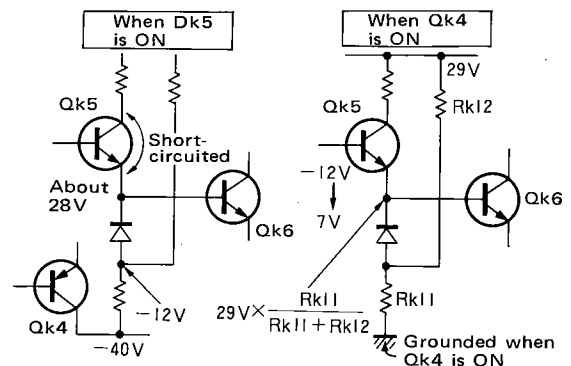 When Dk5
is ON
Qk5
Short-
circuited
About
28V
Qk6
Qk4
-12V
-40V
When Qk4
is ON
29V
Qk5
Rk12
-12V
7V
Qk6
29V× Rk11 / Rk11 + Rk12
Rk11
Grounded when
Qk4 is ON